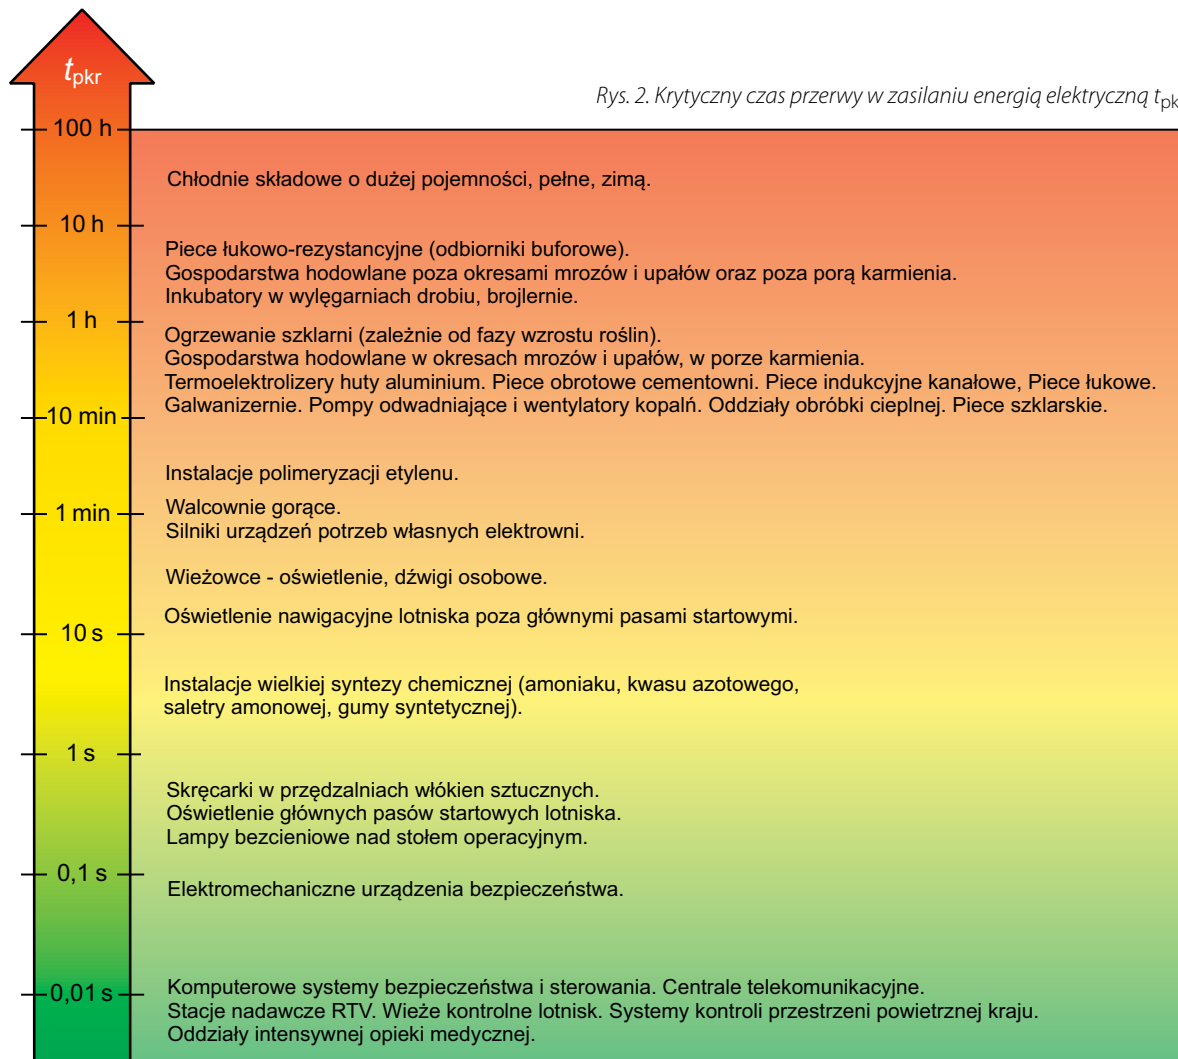 t pkr
Rys. 2. Krytyczny czas przerwy w zasilaniu energią elektryczną t pk
100 h
Chłodnie składowe o dużej pojemności, pełne, zimą.
10 h
Piece łukowo-rezystancyjne (odbiorniki buforowe).
Gospodarstwa hodowlane poza okresami mrozów i upałów oraz poza porą karmienia.
Inkubatory w wylęgarniach drobiu, brojlernie.
1 h
Ogrzewanie szklarni (zależnie od fazy wzrostu roślin).
Gospodarstwa hodowlane w okresach mrozów i upałów, w porze karmienia.
Termoelektrolizery huty aluminium. Piece obrotowe cementowni. Piece indukcyjne kanałowe, Piece łukowe.
Galwanizernie. Pompy odwadniające i wentylatory kopalń. Oddziały obróbki cieplnej. Piece szklarskie.
10 min
Instalacje polimeryzacji etylenu.
Walcownie gorące.
1 min
Silniki urządzeń potrzeb własnych elektrowni.
Wieżowce - oświetlenie, dźwigi osobowe.
Oświetlenie nawigacyjne lotniska poza głównymi pasami startowymi.
10 s
Instalacje wielkiej syntezy chemicznej (amoniaku, kwasu azotowego,
saletry amonowej, gumy syntetycznej).
1 s
Skręcarki w przędzalniach włókien sztucznych.
Oświetlenie głównych pasów startowych lotniska.
Lampy bezcieniowe nad stołem operacyjnym.
0,1 s
Elektromechaniczne urządzenia bezpieczeństwa.
0,01 s
Komputerowe systemy bezpieczeństwa i sterowania. Centrale telekomunikacyjne.
Stacje nadawcze RTV. Wieże kontrolne lotnisk. Systemy kontroli przestrzeni powietrznej kraju.
Oddziały intensywnej opieki medycznej.